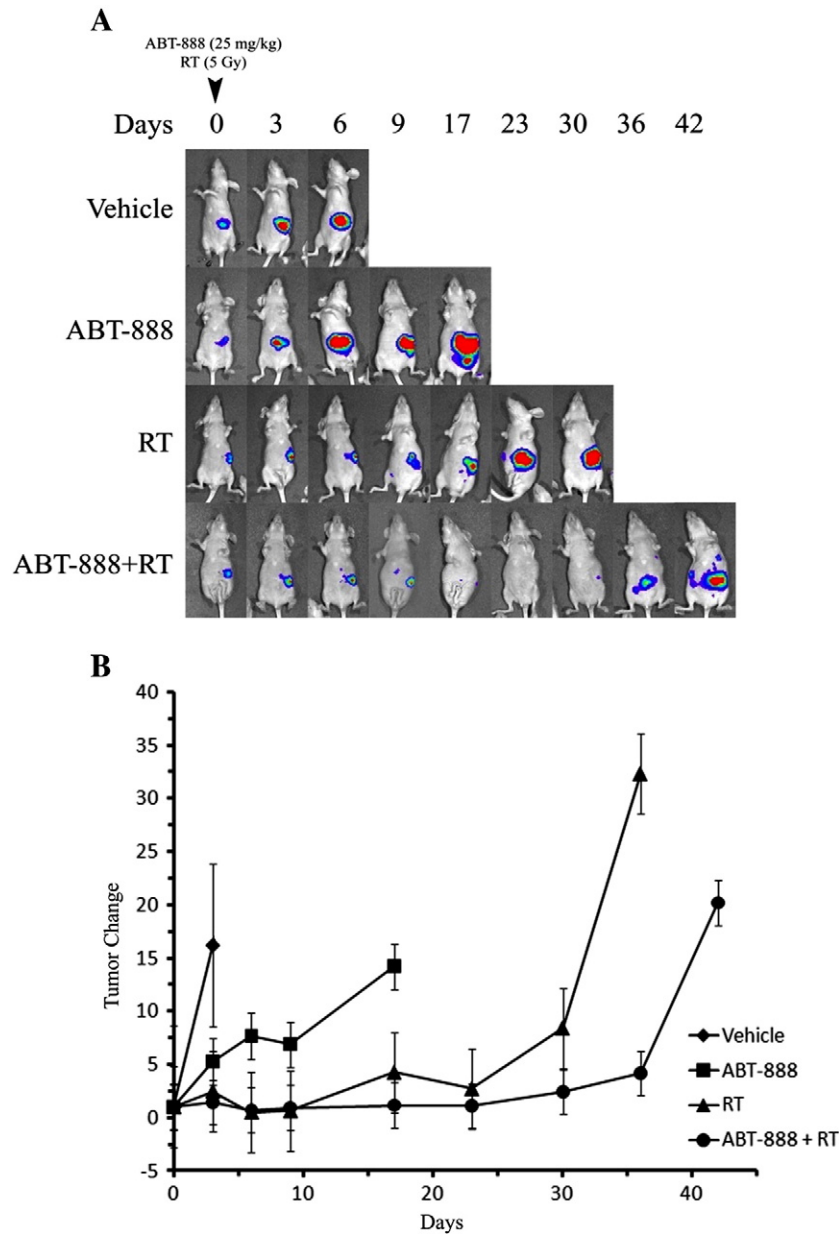 A
ABT-888 (25 mg/kg)
RT (5 Gy)
Days 0 3 6 9 17 23 30 36 42
Vehicle
ABT-888
RT
ABT-888+RT
B
40
35
30
25
20
15
10
5
0
-5
Tumor Change
0 10 20 30 40
Days
Vehicle
ABT-888
RT
ABT-888 + RT